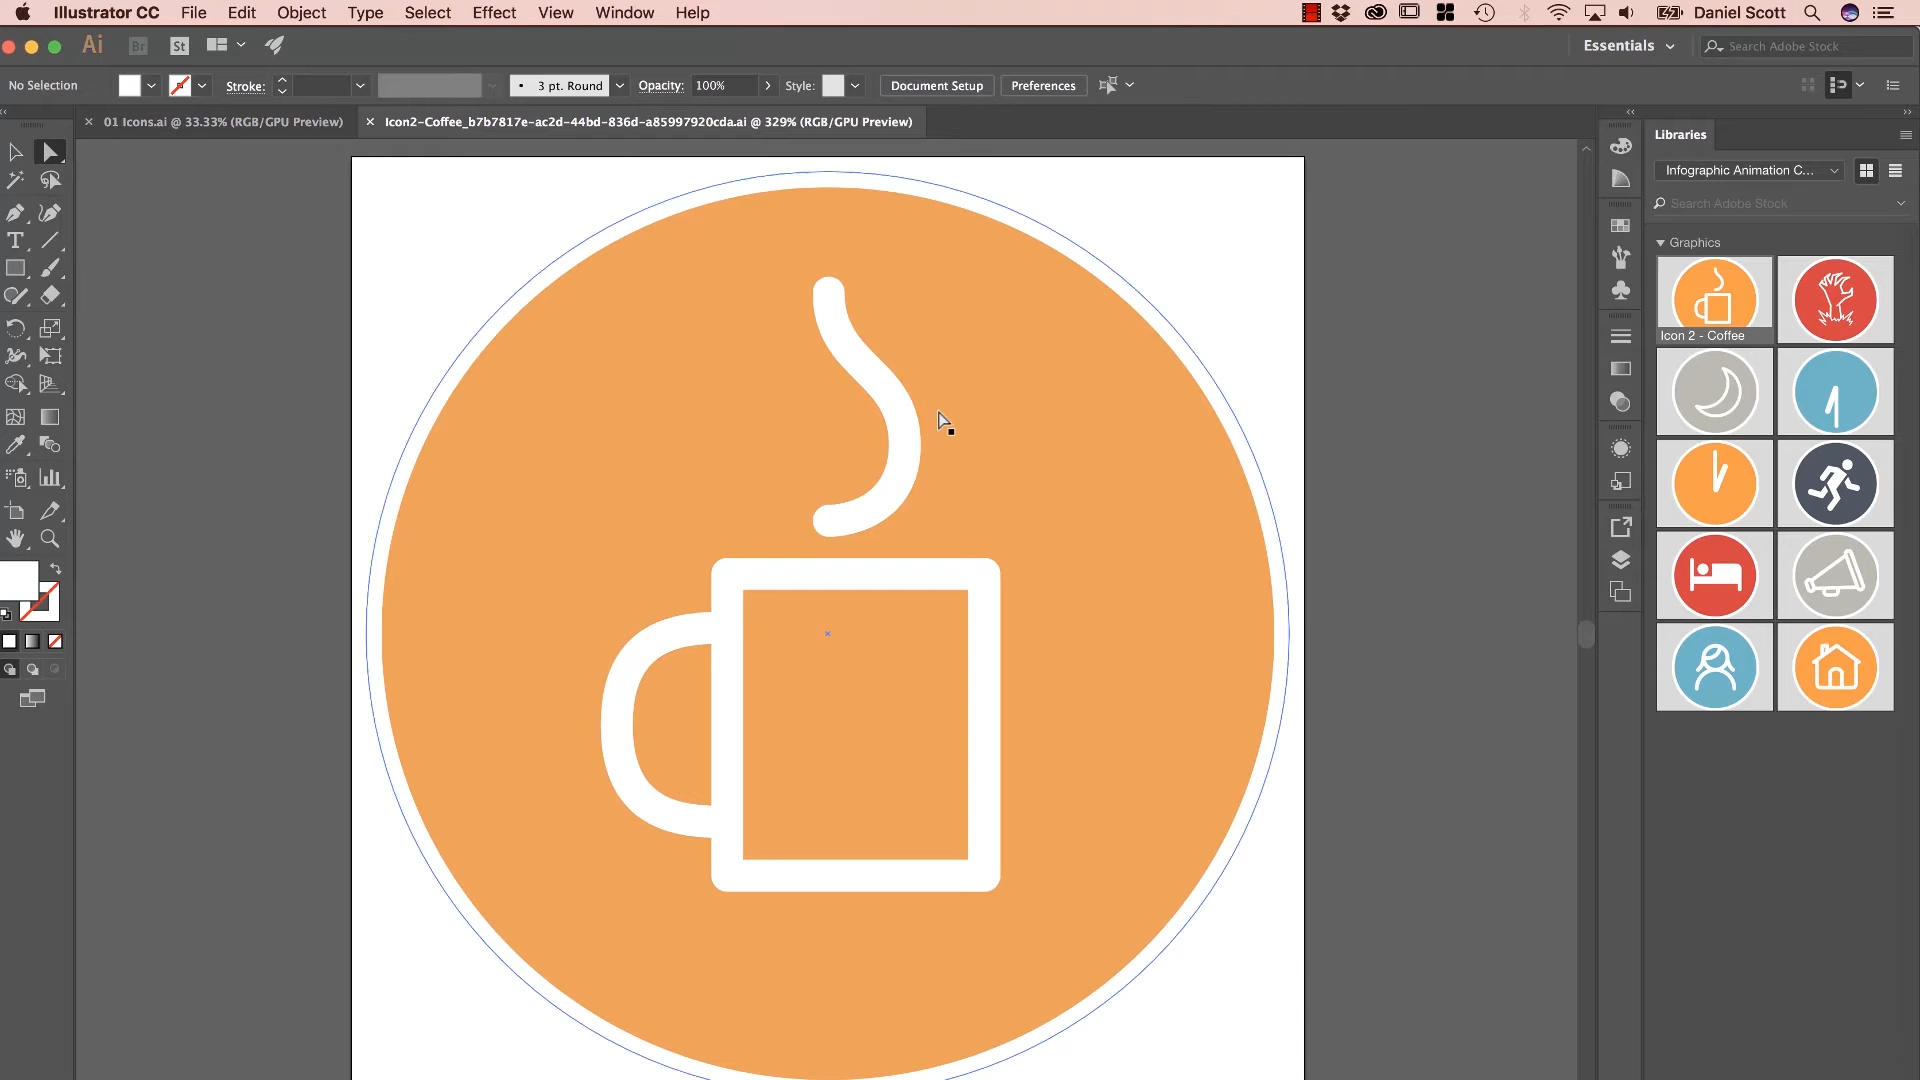 Illustrator CC File Edit Object Type Select Effect View Window Help Daniel Scott
Ai Br St Essentials Search Adobe Stock
No Selection Stroke: 3 pt. Round Opacity: 100% Style: Document Setup Preferences
01 Icons.ai @ 33.33% (RGB/GPU Preview) Icon2-Coffee_b7b7817e-ac2d-44bd-836d-a85997920cda.ai @ 329% (RGB/GPU Preview)
Libraries
Infographic Animation C...
Search Adobe Stock
Graphics
Icon 2 - Coffee